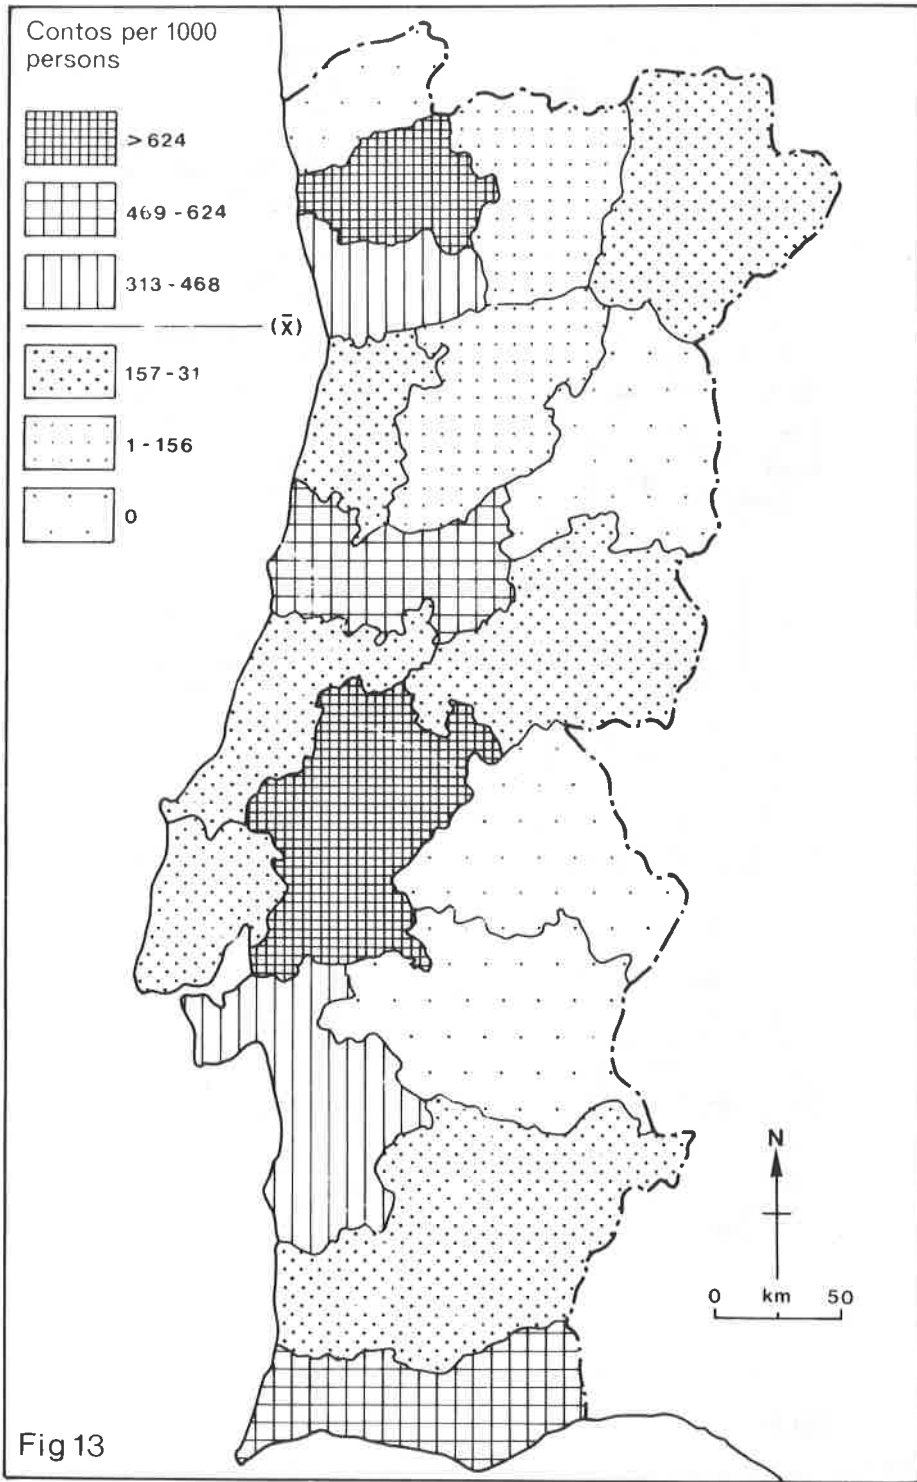 Contos per 1000
persons
>624
469-624
313-468
(x̄)
157-31
1-156
0
N
0 km 50
Fig 13